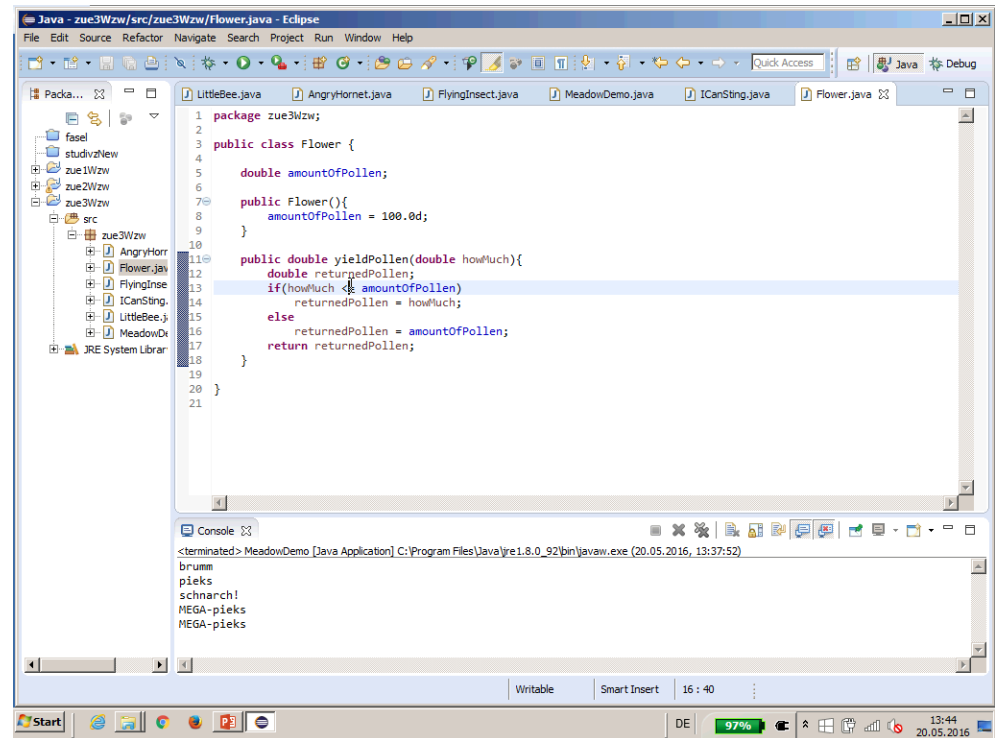 Java - zue3Wzw/src/zue3Wzw/Flower.java - Eclipse
File Edit Source Refactor Navigate Search Project Run Window Help
Quick Access
Java
Debug
Packa...
LittleBee.java
AngryHornet.java
FlyingInsect.java
MeadowDemo.java
ICanSting.java
Flower.java
fasel
studivzNew
zue1Wzw
zue2Wzw
zue3Wzw
src
zue3Wzw
AngryHorr
Flower.jav
FlyingInse
ICanSting.
LittleBee.j
MeadowDe
JRE System Librar
1 package zue3Wzw;
2
3 public class Flower {
4
5 double amountOfPollen;
6
7 public Flower(){
8 amountOfPollen = 100.0d;
9 }
10
11 public double yieldPollen(double howMuch){
12 double returnedPollen;
13 if(howMuch <= amountOfPollen)
14 returnedPollen = howMuch;
15 else
16 returnedPollen = amountOfPollen;
17 return returnedPollen;
18 }
19
20 }
21
Console
<terminated> MeadowDemo [Java Application] C:\Program Files\Java\jre1.8.0_92\bin\javaw.exe (20.05.2016, 13:37:52)
brumm
pieks
schnarch!
MEGA-pieks
MEGA-pieks
Writable
Smart Insert
16 : 40
Start
DE
97%
13:44
20.05.2016